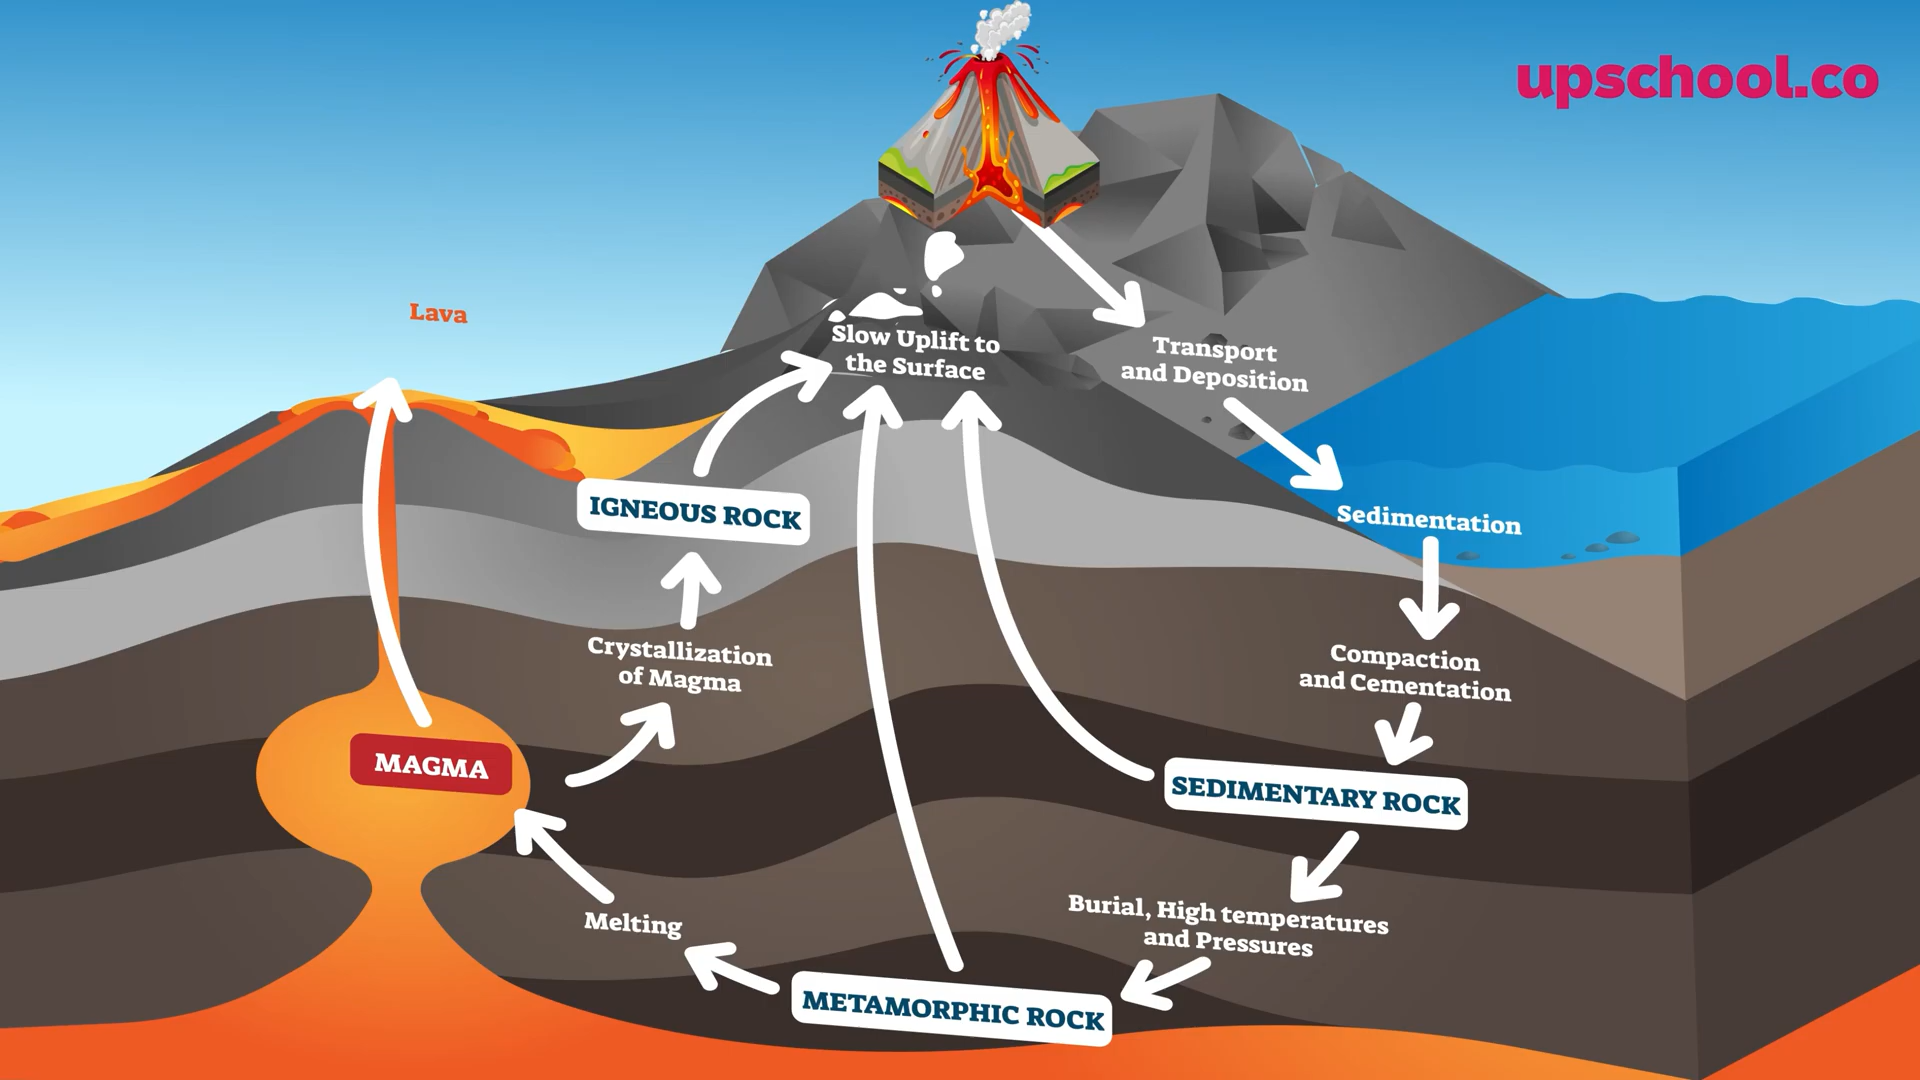 upschool.co
Lava
Slow Uplift to
the Surface
Transport
and Deposition
IGNEOUS ROCK
Sedimentation
Crystallization
of Magma
Compaction
and Cementation
MAGMA
SEDIMENTARY ROCK
Melting
Burial, High temperatures
and Pressures
METAMORPHIC ROCK